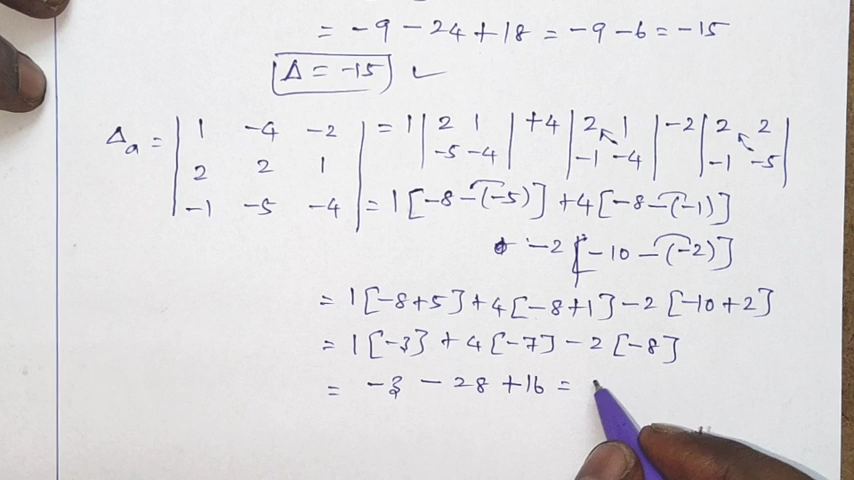 = -9 - 24 + 18 = -9 - 6 = -15
Δ = -15 ✓
Δa = | 1 -4 -2 | = 1 | 2 1 | +4 | 2 1 | -2 | 2 2 |
| 2 2 1 | | -5 -4 | | -1 -4 | | -1 -5 |
| -1 -5 -4 | = 1[-8-(-5)] +4[-8-(-1)]
-2[-10-(-2)]
= 1[-8+5] + 4[-8+1] - 2[-10+2]
= 1[-3] + 4[-7] - 2[-8]
= -3 - 28 + 16 =